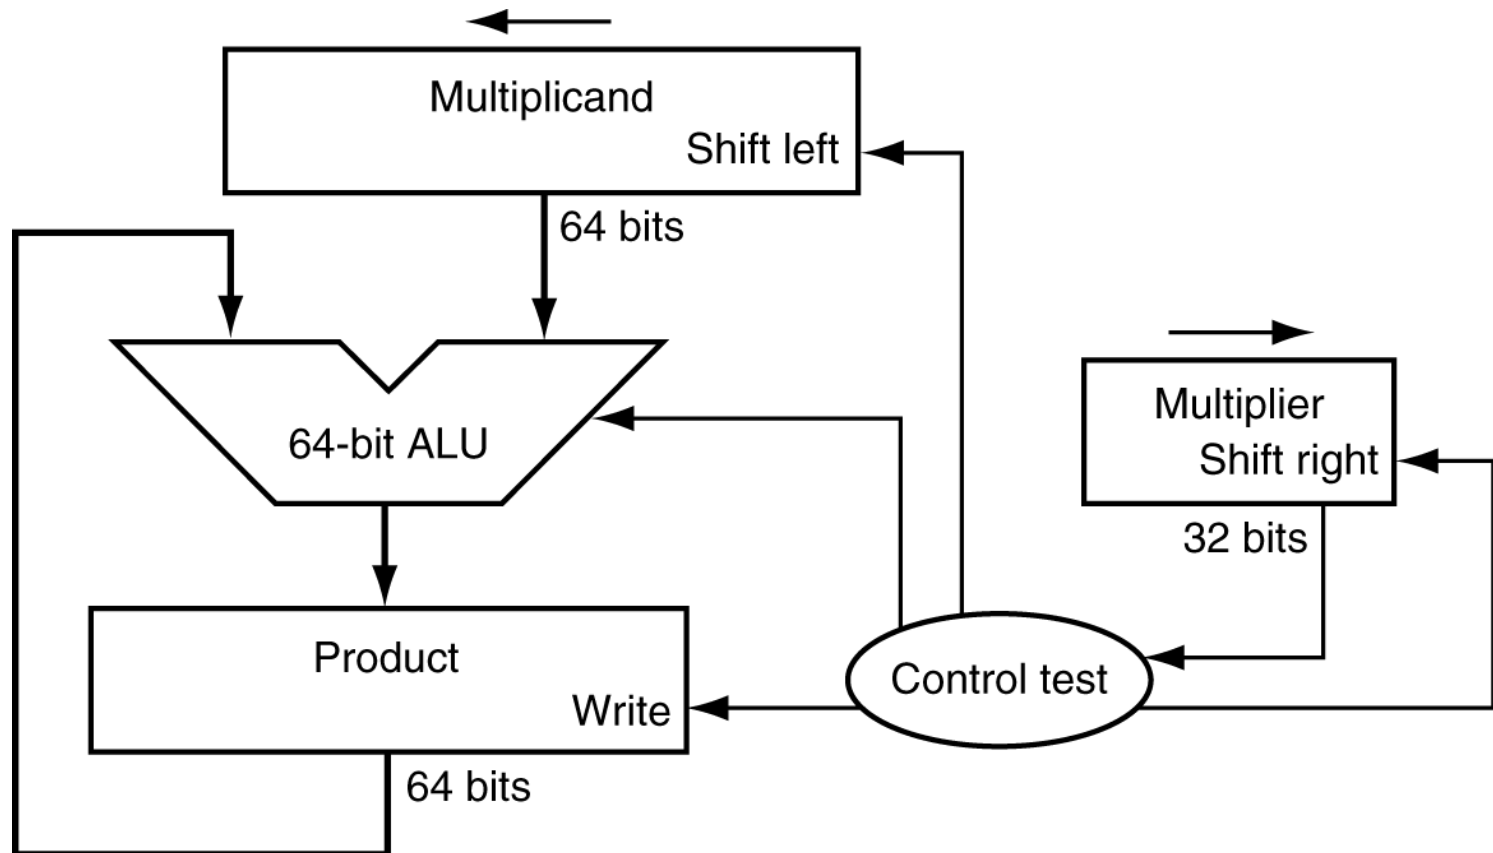 Multiplicand
Shift left
64 bits
64-bit ALU
Multiplier
Shift right
32 bits
Product
Write
Control test
64 bits